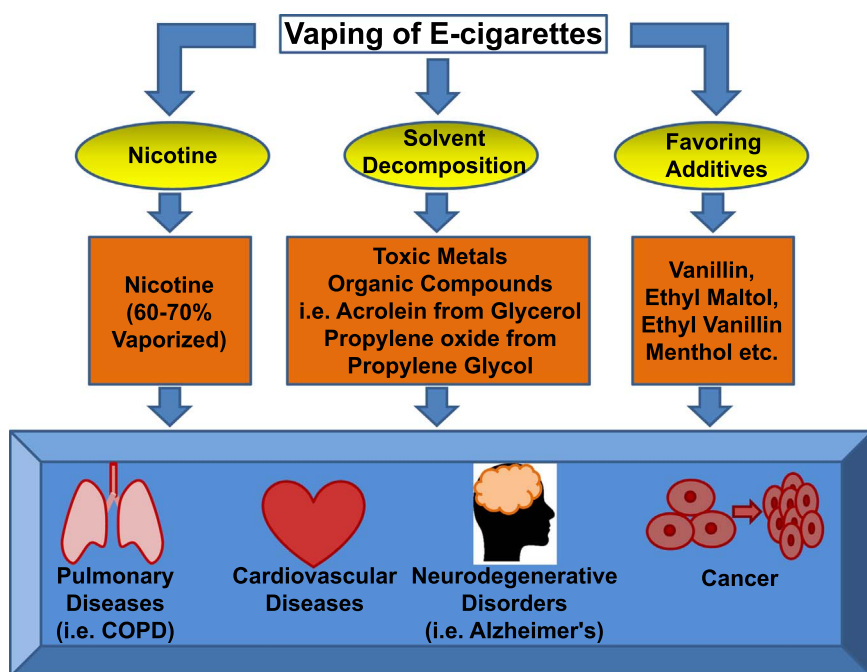 Vaping of E-cigarettes
Nicotine
Solvent
Decomposition
Favoring
Additives
Nicotine
(60-70%
Vaporized)
Toxic Metals
Organic Compounds
i.e. Acrolein from Glycerol
Propylene oxide from
Propylene Glycol
Vanillin,
Ethyl Maltol,
Ethyl Vanillin
Menthol etc.
Pulmonary
Diseases
(i.e. COPD)
Cardiovascular
Diseases
Neurodegenerative
Disorders
(i.e. Alzheimer's)
Cancer